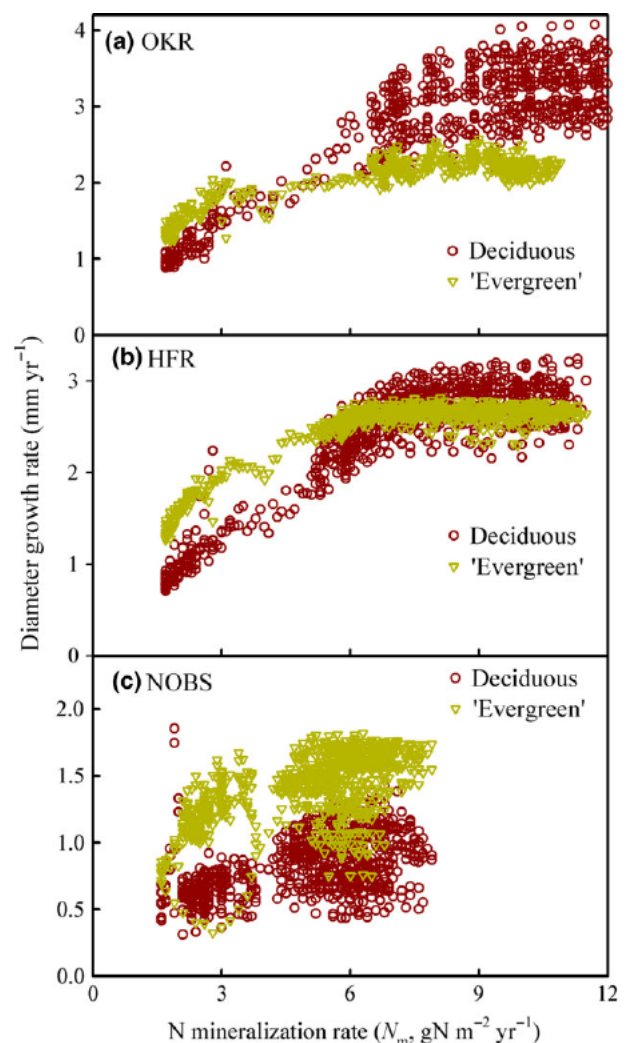 4
(a) OKR
3
2
Deciduous
1
'Evergreen'
0
(b) HFR
3
2
Deciduous
1
'Evergreen'
0
(c) NOBS
Deciduous
'Evergreen'
2.0
1.5
1.0
0.5
0.0
0 3 6 9 12
Diameter growth rate (mm yr⁻¹)
N mineralization rate (Nₘ, gN m⁻² yr⁻¹)